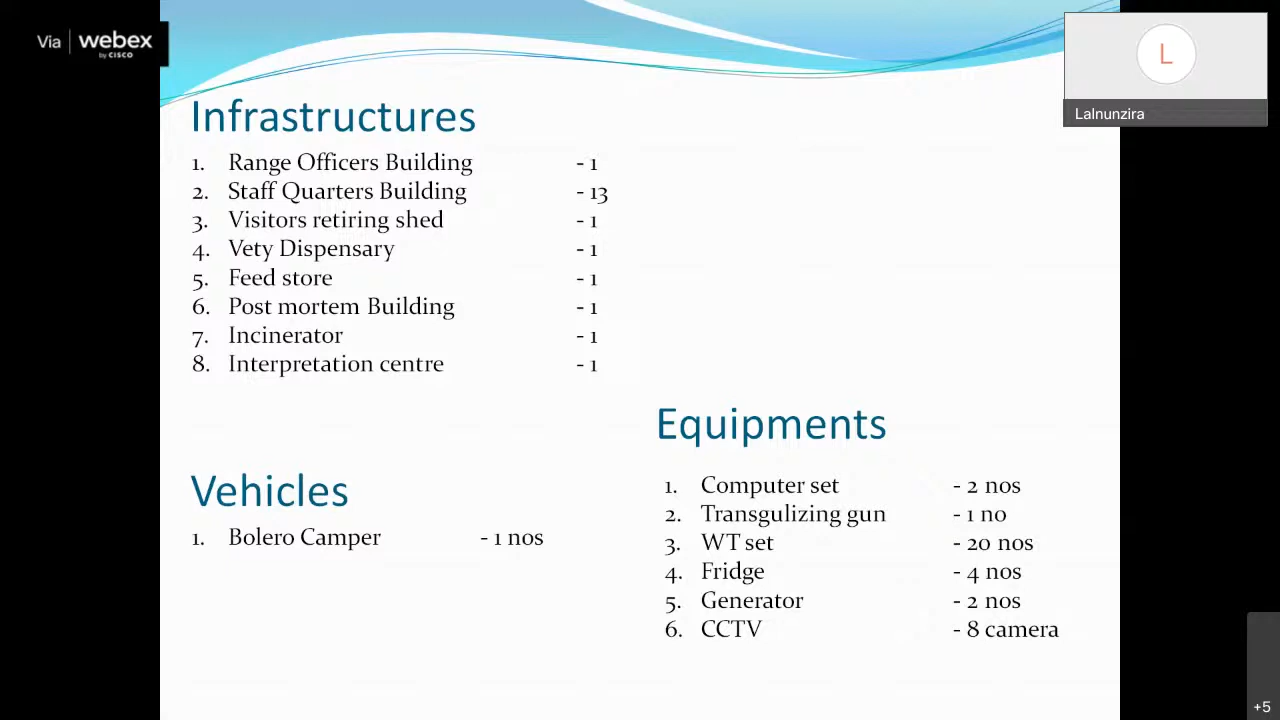 Via webex
by CISCO
L
Lalnunzira
Infrastructures
1. Range Officers Building - 1
2. Staff Quarters Building - 13
3. Visitors retiring shed - 1
4. Vety Dispensary - 1
5. Feed store - 1
6. Post mortem Building - 1
7. Incinerator - 1
8. Interpretation centre - 1
Vehicles
1. Bolero Camper - 1 nos
Equipments
1. Computer set - 2 nos
2. Transgulizing gun - 1 no
3. WT set - 20 nos
4. Fridge - 4 nos
5. Generator - 2 nos
6. CCTV - 8 camera
+5